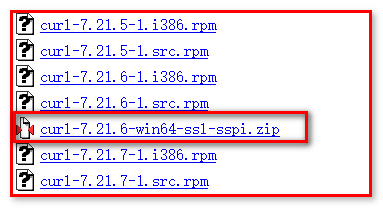 curl-7.21.5-1.i386.rpm
curl-7.21.5-1.src.rpm
curl-7.21.6-1.i386.rpm
curl-7.21.6-1.src.rpm
curl-7.21.6-win64-ssl-sspi.zip
curl-7.21.7-1.i386.rpm
curl-7.21.7-1.src.rpm